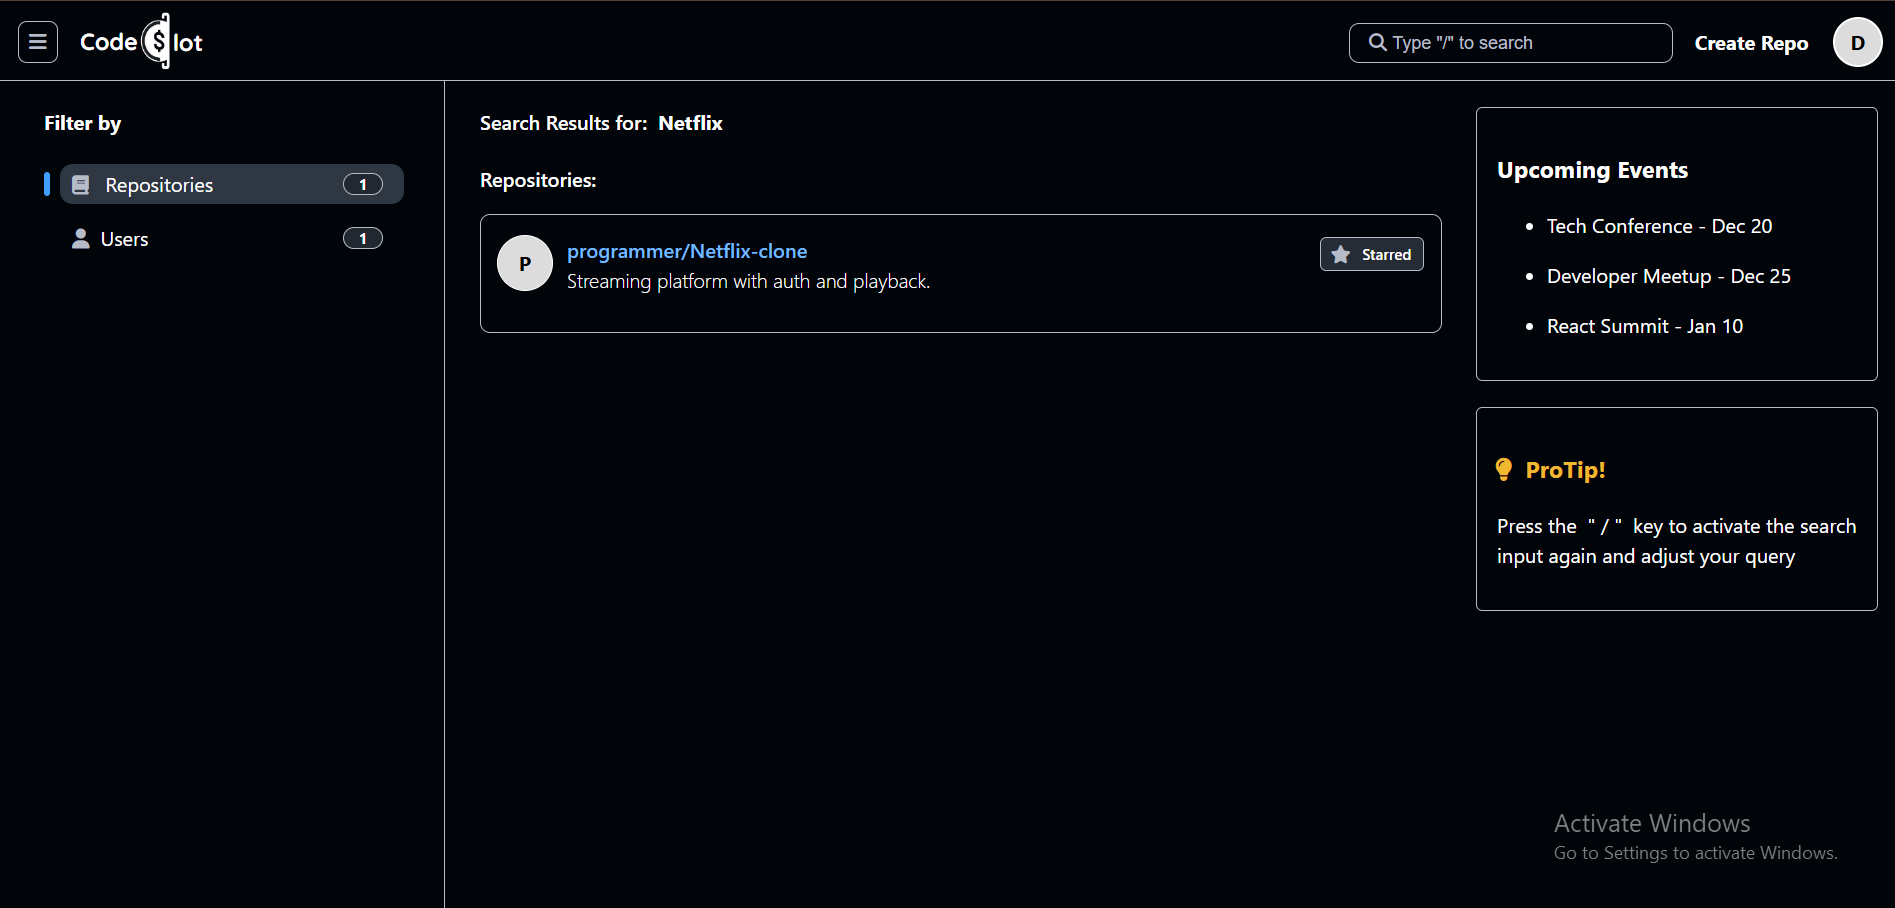 Code $lot
Type "/" to search
Create Repo
D
Filter by
Repositories 1
Users 1
Search Results for: Netflix
Repositories:
P
programmer/Netflix-clone
Streaming platform with auth and playback.
Starred
Upcoming Events
• Tech Conference - Dec 20
• Developer Meetup - Dec 25
• React Summit - Jan 10
ProTip!
Press the " / " key to activate the search
input again and adjust your query
Activate Windows
Go to Settings to activate Windows.